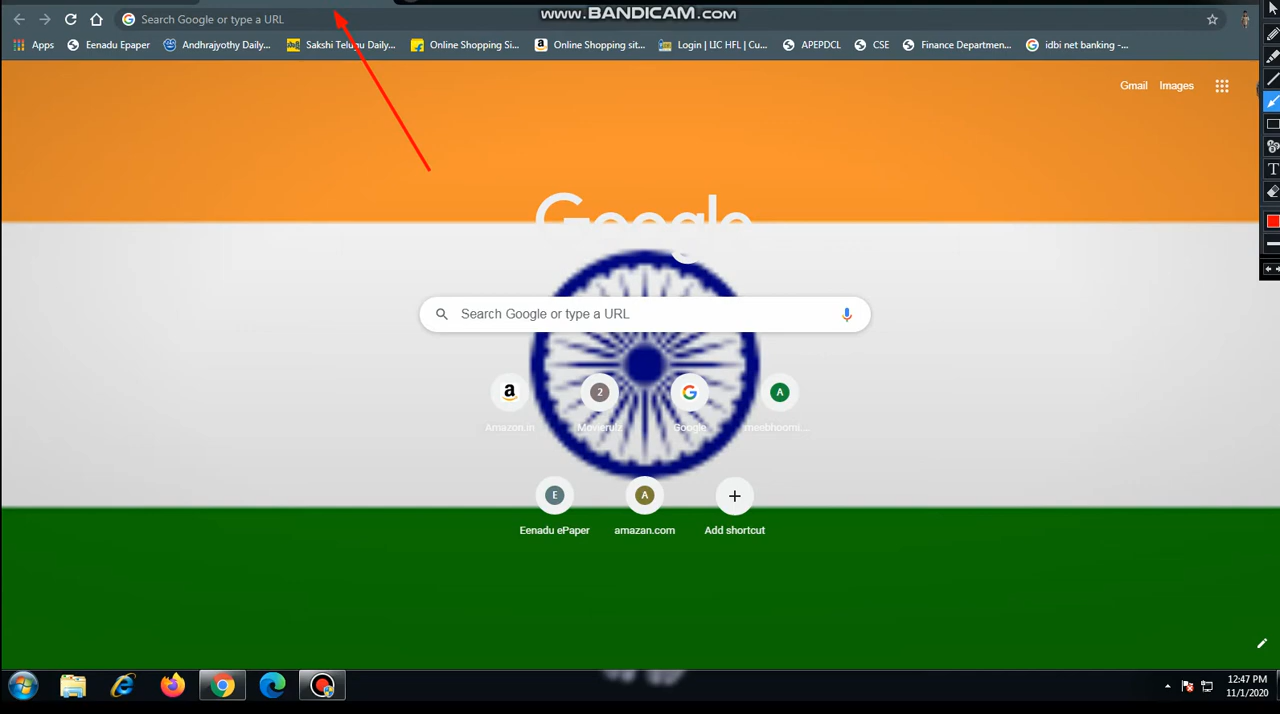 www.BANDICAM.com
Search Google or type a URL
Apps Eenadu Epaper Andhrajyothy Daily... Sakshi Telugu Daily... Online Shopping Si... Online Shopping sit... Login | LIC HFL | Cu... APEPDCL CSE Finance Departmen... idbi net banking -...
Gmail Images
Google
Search Google or type a URL
a 2 G A
Amazon.in Movierulz Google meebhoomi....
E A
Eenadu ePaper amazan.com Add shortcut
12:47 PM
11/1/2020